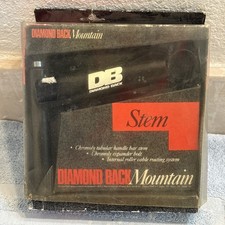 DIAMOND BACK Mountain
DB
DIAMOND BACK
Stem
• Chromoly tubular handle bar stem
• Chromoly expander bolt
• Internal roller cable routing system
DIAMOND BACK Mountain